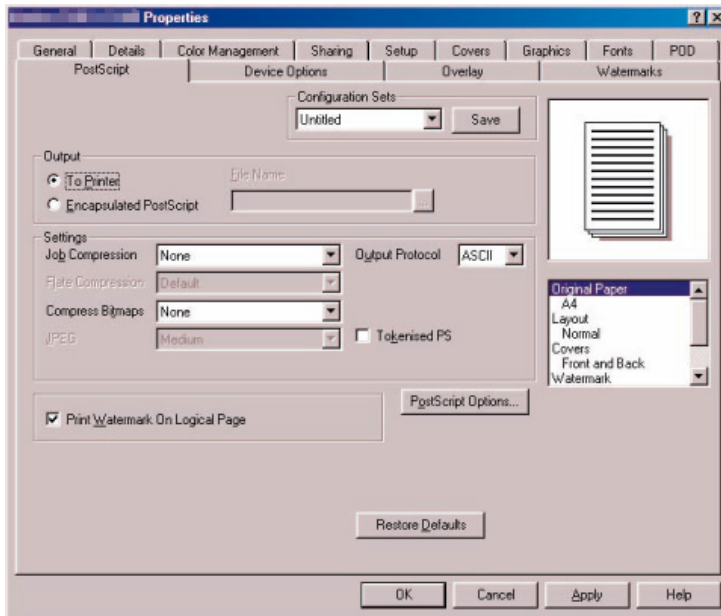 Properties
General Details Color Management Sharing Setup Covers Graphics Fonts POD
PostScript Device Options Overlay Watermarks
Configuration Sets
Untitled Save
Output
To Printer File Name
Encapsulated PostScript ...
Settings
Job Compression None Output Protocol ASCII
Flate Compression Default
Compress Bitmaps None
JPEG Medium Tokenised PS
Original Paper
A4
Layout
Normal
Covers
Front and Back
Watermark
PostScript Options...
Print Watermark On Logical Page
Restore Defaults
OK Cancel Apply Help